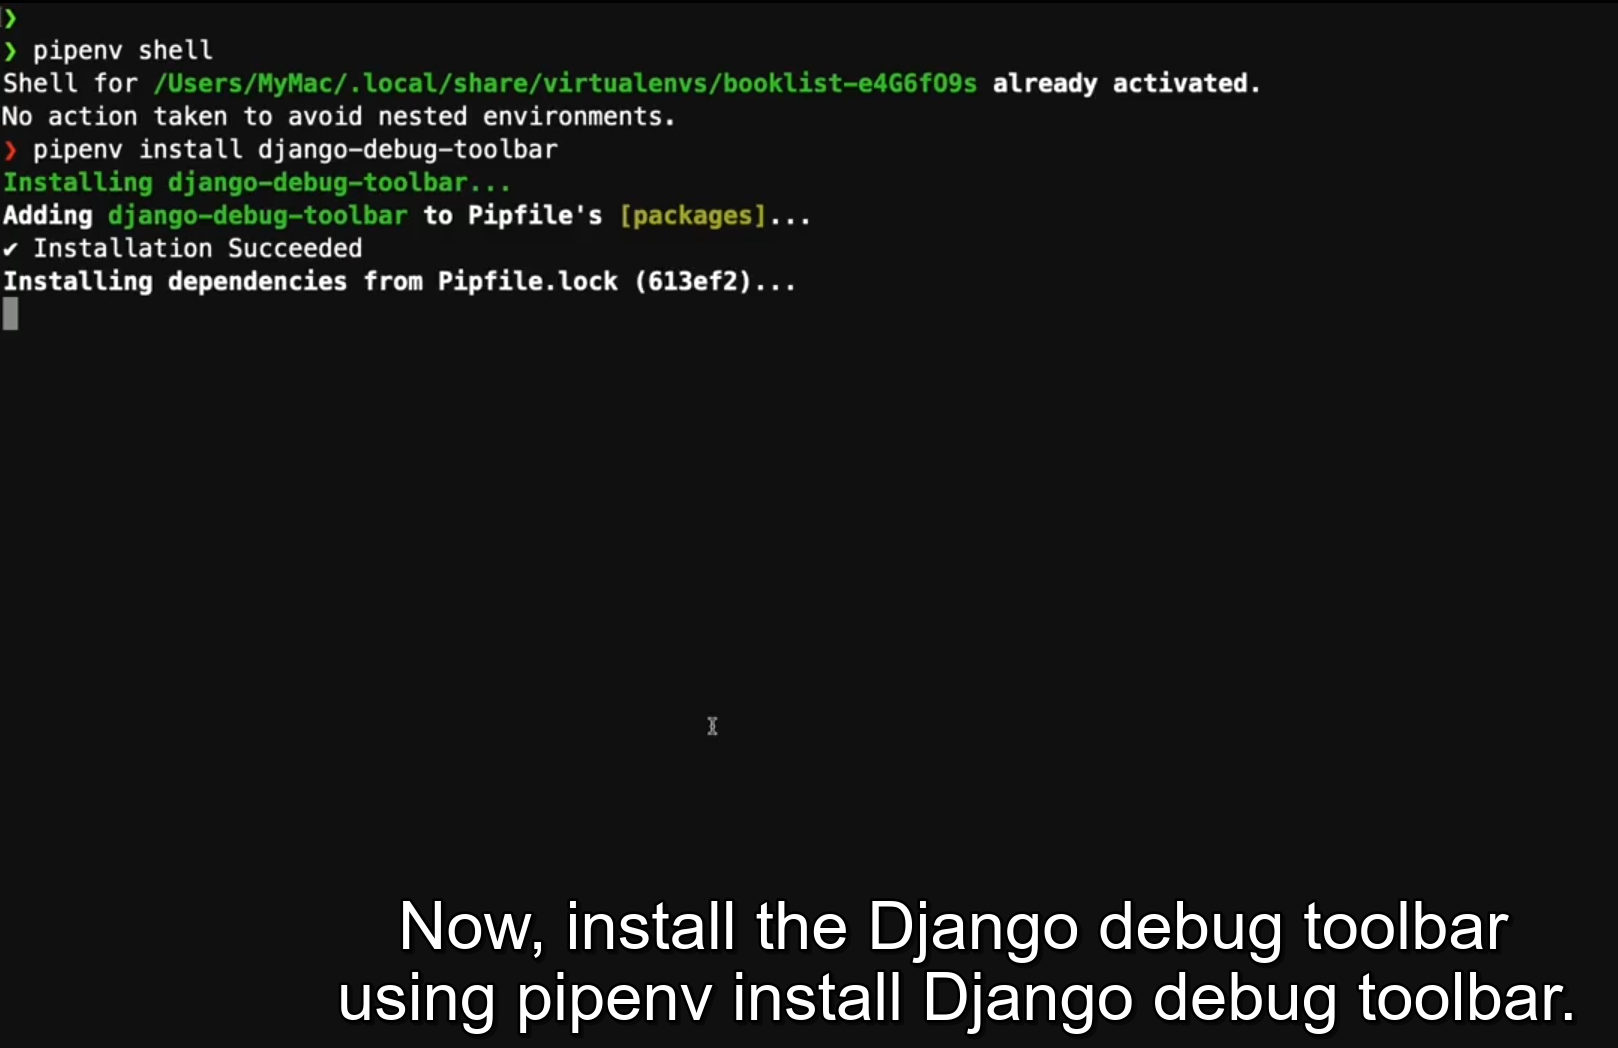 ❯
❯ pipenv shell
Shell for /Users/MyMac/.local/share/virtualenvs/booklist-e4G6fO9s already activated.
No action taken to avoid nested environments.
❯ pipenv install django-debug-toolbar
Installing django-debug-toolbar...
Adding django-debug-toolbar to Pipfile's [packages]...
✔ Installation Succeeded
Installing dependencies from Pipfile.lock (613ef2)...
Now, install the Django debug toolbar
using pipenv install Django debug toolbar.